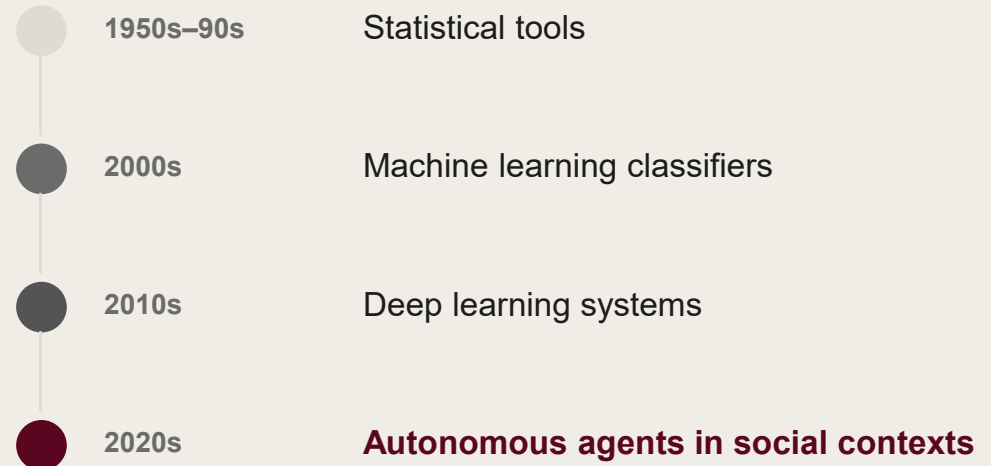 1950s–90s Statistical tools
2000s Machine learning classifiers
2010s Deep learning systems
2020s Autonomous agents in social contexts